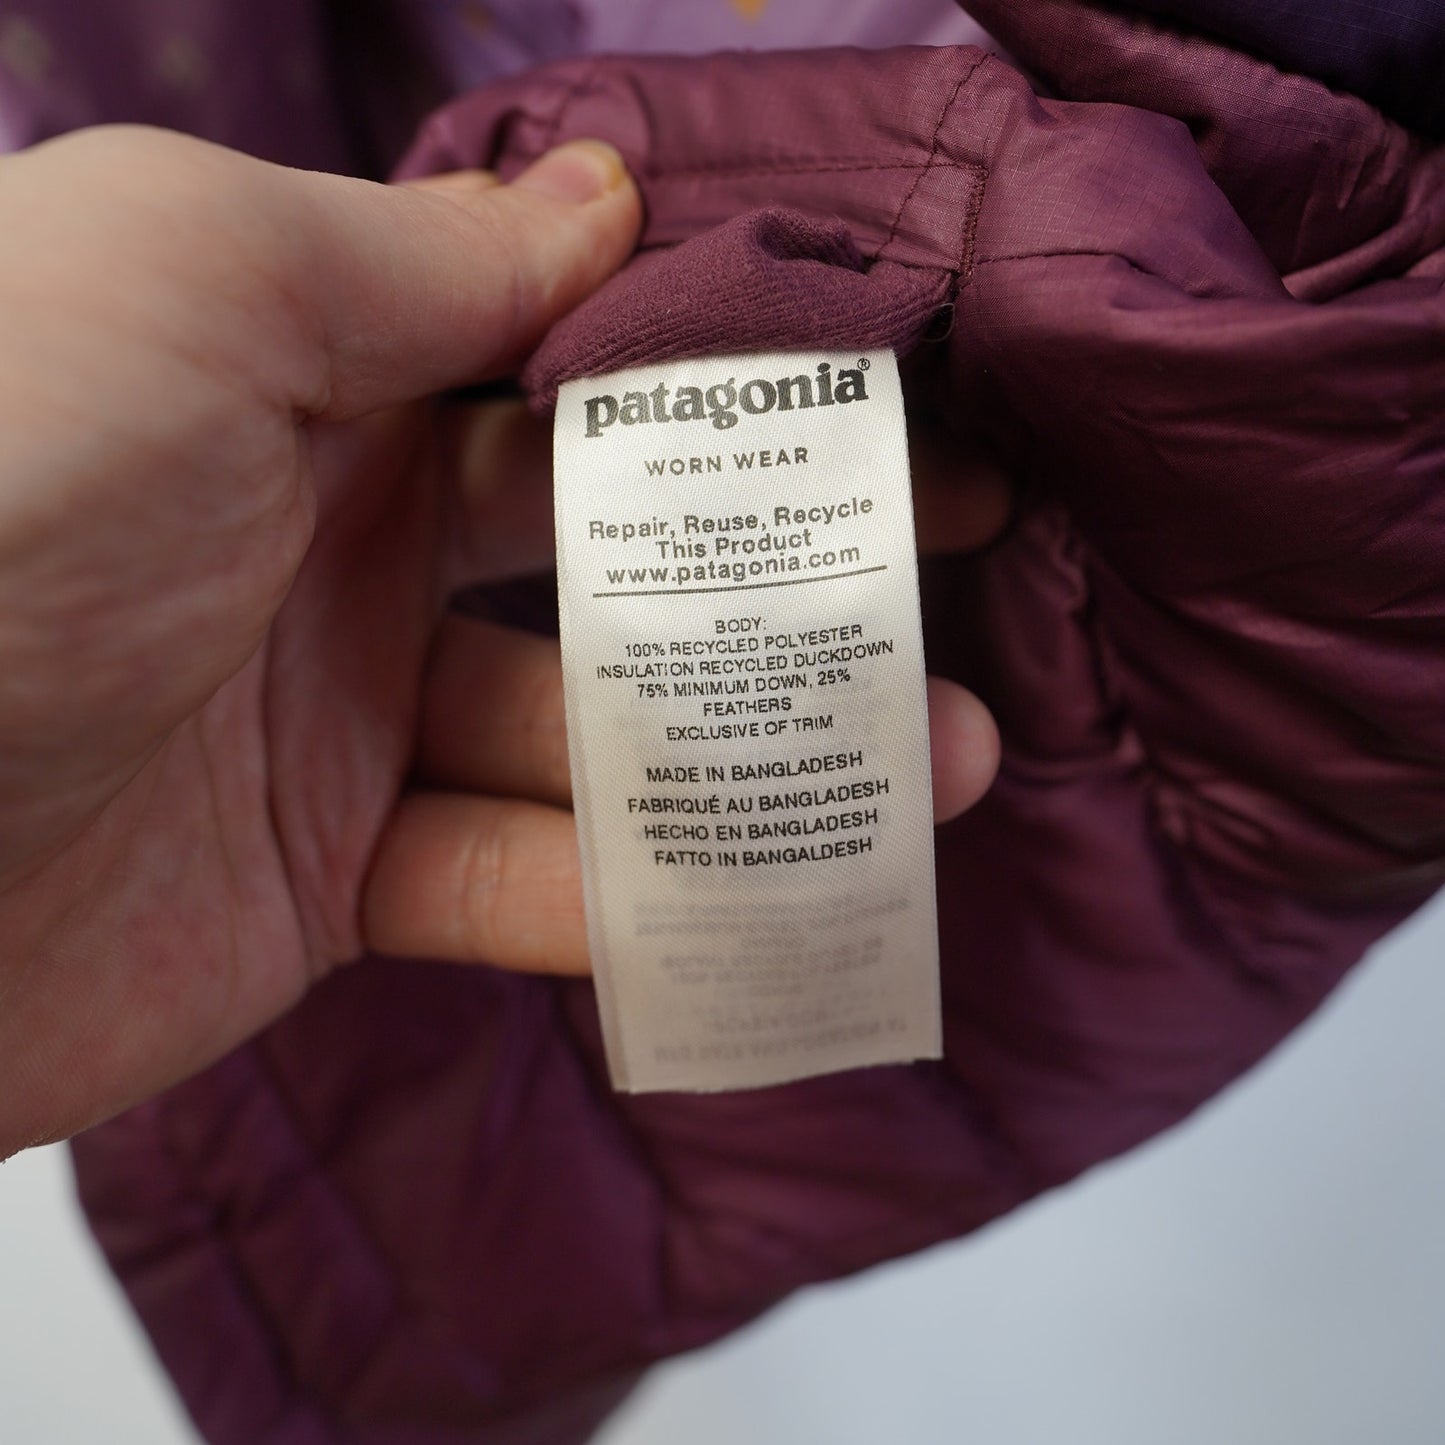 patagonia®
WORN WEAR
Repair, Reuse, Recycle
This Product
www.patagonia.com
BODY:
100% RECYCLED POLYESTER
INSULATION RECYCLED DUCKDOWN
75% MINIMUM DOWN, 25%
FEATHERS
EXCLUSIVE OF TRIM
MADE IN BANGLADESH
FABRIQUÉ AU BANGLADESH
HECHO EN BANGLADESH
FATTO IN BANGALDESH